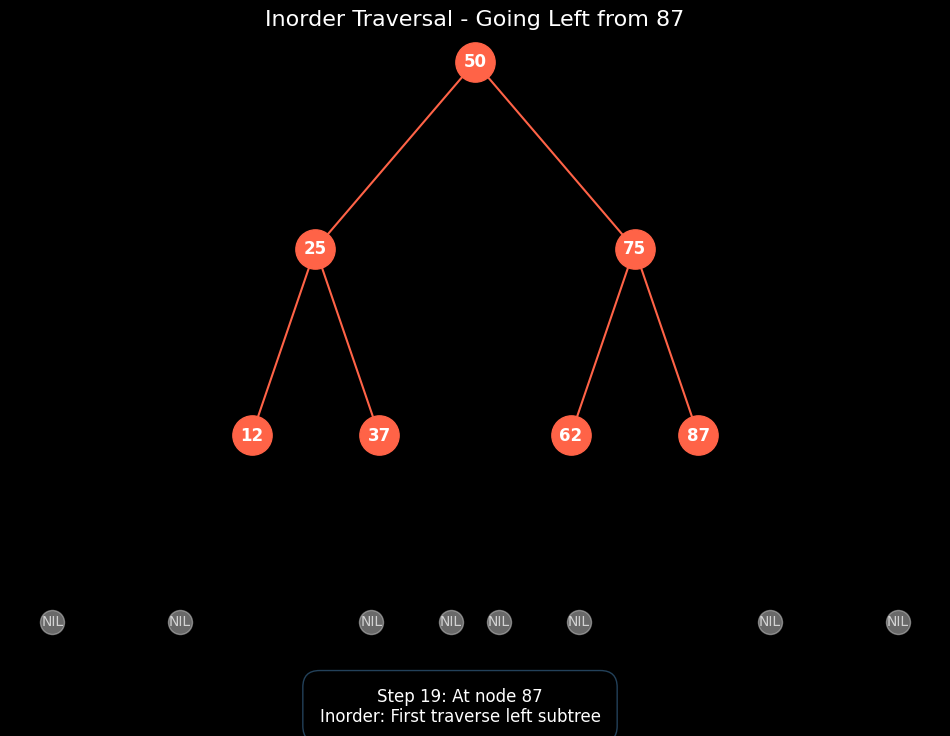 Inorder Traversal - Going Left from 87
50
25
75
12
37
62
87
NIL
NIL
NIL
NIL
NIL
NIL
NIL
NIL
Step 19: At node 87
Inorder: First traverse left subtree